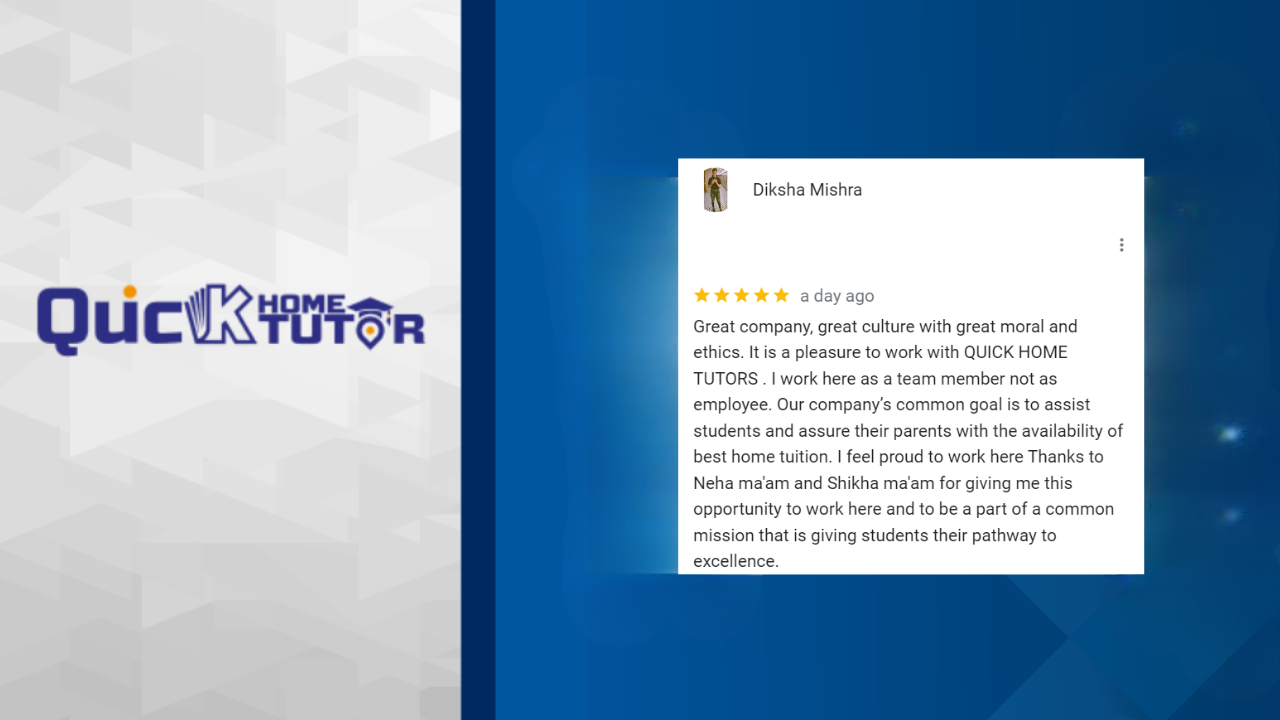 QuicK HOME TUTOR
Diksha Mishra
a day ago
Great company, great culture with great moral and
ethics. It is a pleasure to work with QUICK HOME
TUTORS . I work here as a team member not as
employee. Our company’s common goal is to assist
students and assure their parents with the availability of
best home tuition. I feel proud to work here Thanks to
Neha ma'am and Shikha ma'am for giving me this
opportunity to work here and to be a part of a common
mission that is giving students their pathway to
excellence.